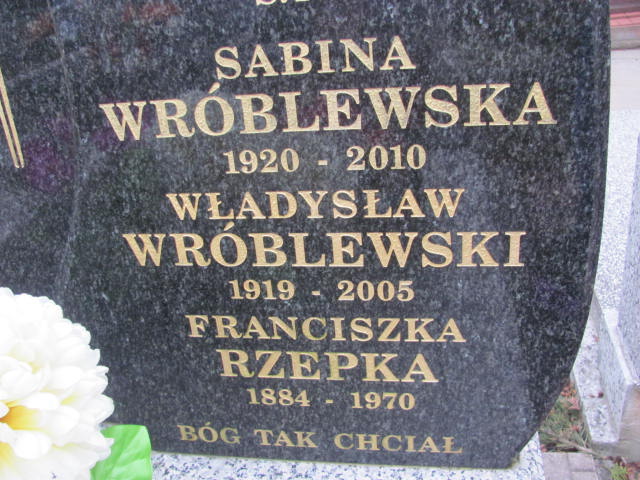 SABINA
WRÓBLEWSKA
1920 - 2010
WŁADYSŁAW
WRÓBLEWSKI
1919 - 2005
FRANCISZKA
RZEPKA
1884 - 1970
BÓG TAK CHCIAŁ